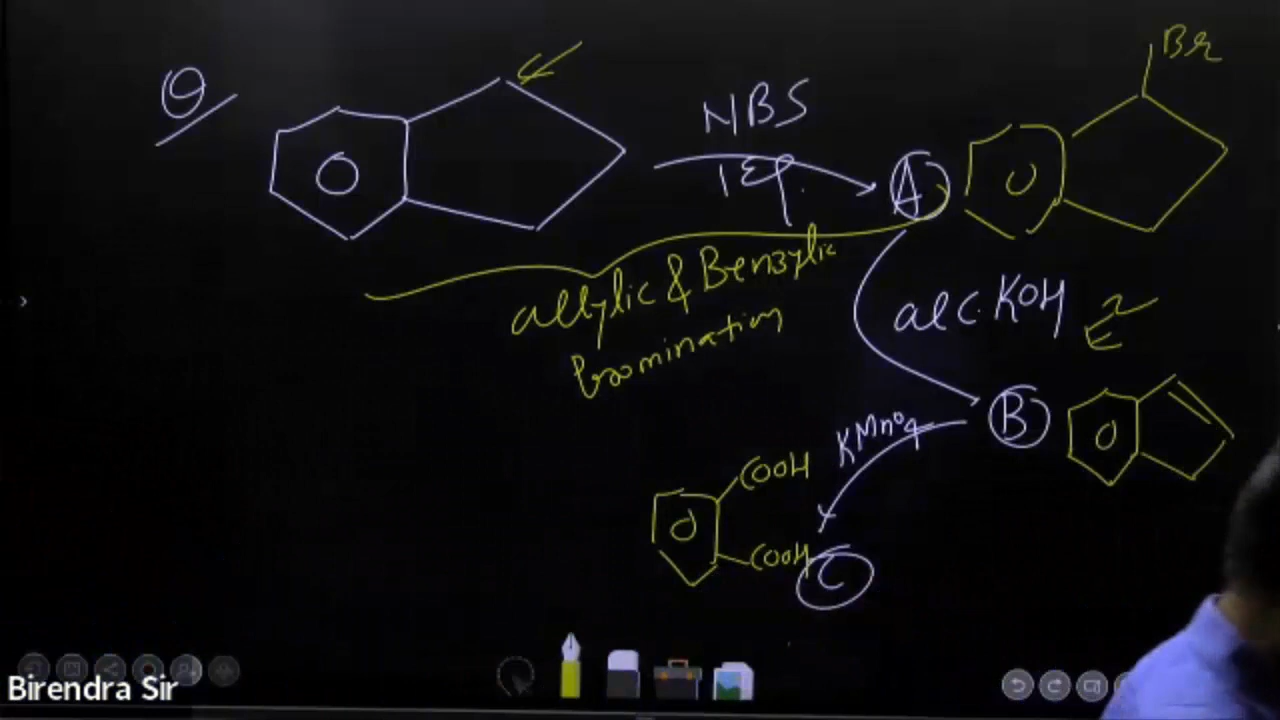 Q
NBS
1 Eq.
A
Br
allylic & Benzylic
bromination
alc. KOH
E2
B
KMnO4
COOH
COOH
C
Birendra Sir